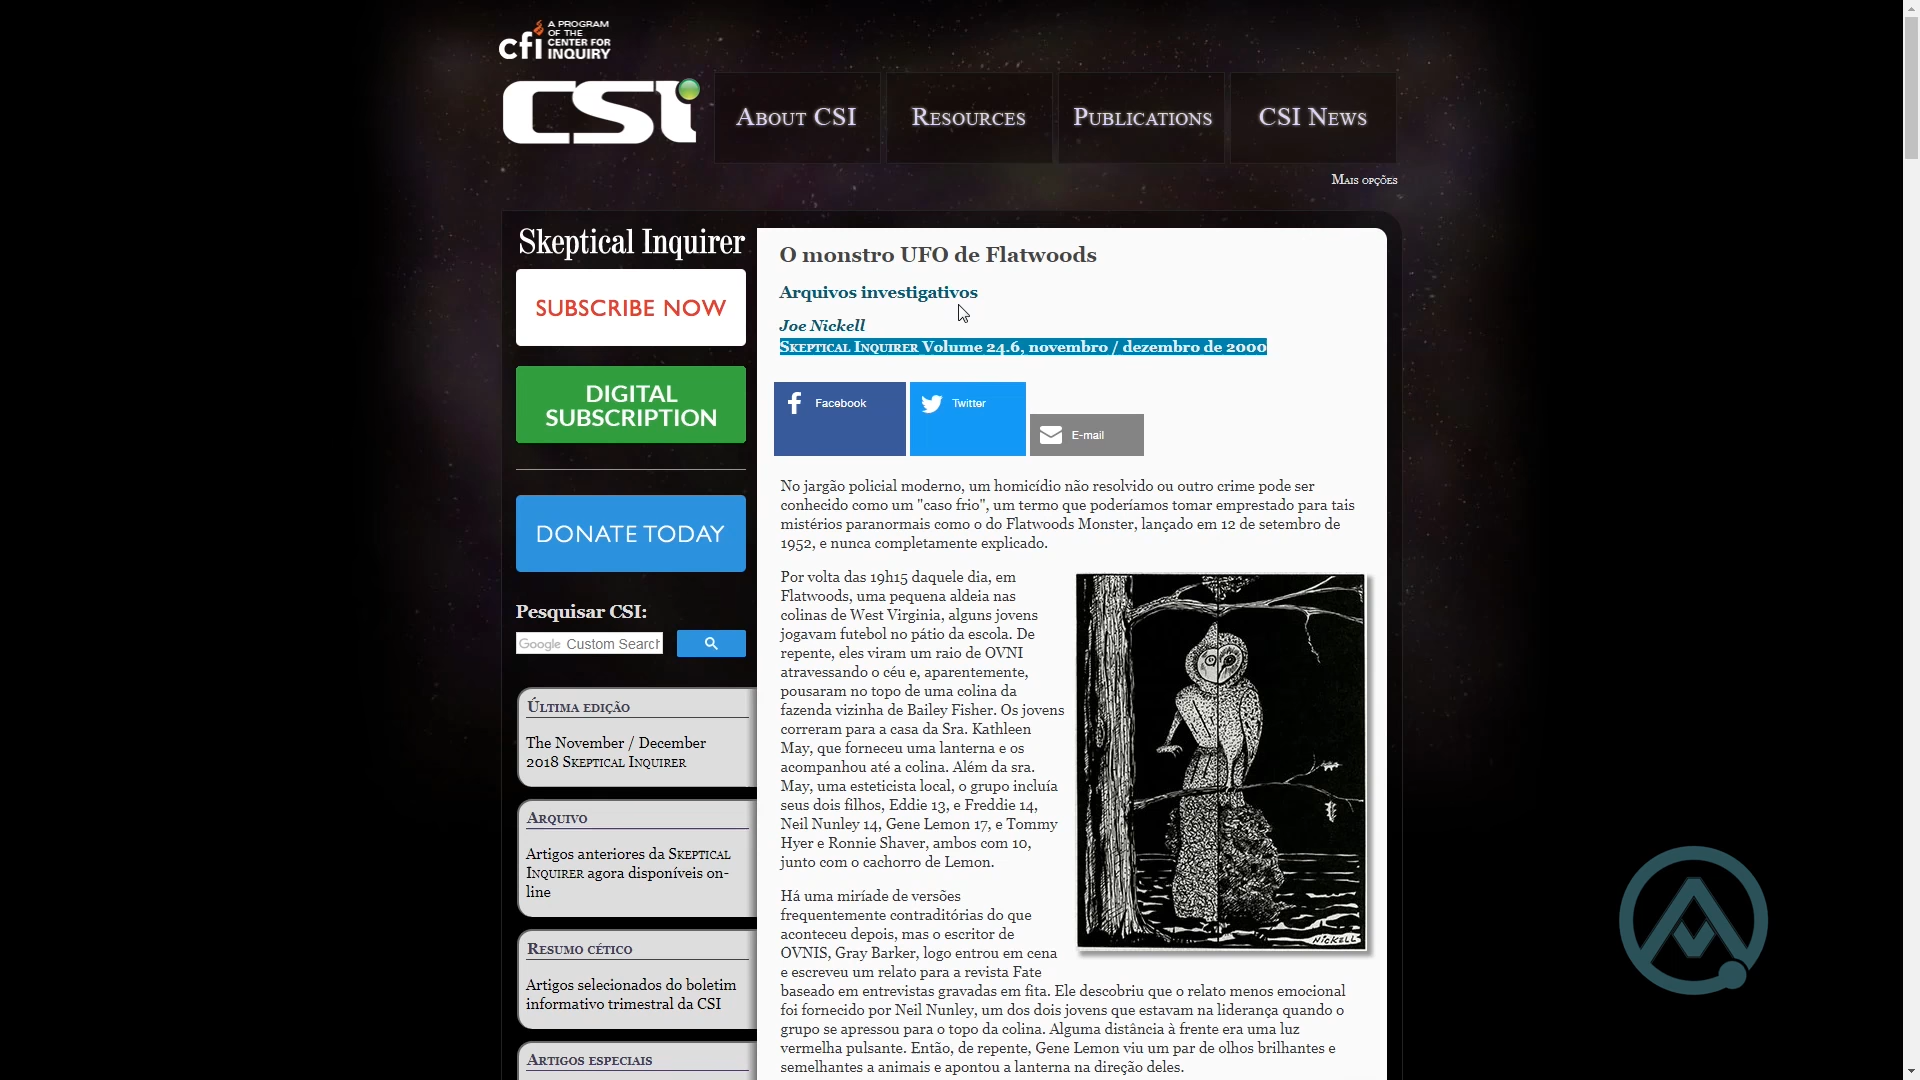 cfi A PROGRAM
OF THE
CENTER FOR
INQUIRY
CSI
About CSI
Resources
Publications
CSI News
Mais opções
Skeptical Inquirer
SUBSCRIBE NOW
DIGITAL
SUBSCRIPTION
DONATE TODAY
Pesquisar CSI:
Google Custom Search
Última edição
The November / December
2018 Skeptical Inquirer
Arquivo
Artigos anteriores da Skeptical
Inquirer agora disponíveis on-
line
Resumo cético
Artigos selecionados do boletim
informativo trimestral da CSI
Artigos especiais
O monstro UFO de Flatwoods
Arquivos investigativos
Joe Nickell
Skeptical Inquirer Volume 24.6, novembro / dezembro de 2000
Facebook
Twitter
E-mail
No jargão policial moderno, um homicídio não resolvido ou outro crime pode ser
conhecido como um "caso frio", um termo que poderíamos tomar emprestado para tais
mistérios paranormais como o do Flatwoods Monster, lançado em 12 de setembro de
1952, e nunca completamente explicado.
Por volta das 19h15 daquele dia, em
Flatwoods, uma pequena aldeia nas
colinas de West Virginia, alguns jovens
jogavam futebol no pátio da escola. De
repente, eles viram um raio de OVNI
atravessando o céu e, aparentemente,
pousaram no topo de uma colina da
fazenda vizinha de Bailey Fisher. Os jovens
correram para a casa da Sra. Kathleen
May, que forneceu uma lanterna e os
acompanhou até a colina. Além da sra.
May, uma esteticista local, o grupo incluía
seus dois filhos, Eddie 13, e Freddie 14,
Neil Nunley 14, Gene Lemon 17, e Tommy
Hyer e Ronnie Shaver, ambos com 10,
junto com o cachorro de Lemon.
NICKELL
Há uma miríade de versões
frequentemente contraditórias do que
aconteceu depois, mas o escritor de
OVNIS, Gray Barker, logo entrou em cena
e escreveu um relato para a revista Fate
baseado em entrevistas gravadas em fita. Ele descobriu que o relato menos emocional
foi fornecido por Neil Nunley, um dos dois jovens que estavam na liderança quando o
grupo se apressou para o topo da colina. Alguma distância à frente era uma luz
vermelha pulsante. Então, de repente, Gene Lemon viu um par de olhos brilhantes e
semelhantes a animais e apontou a lanterna na direção deles.